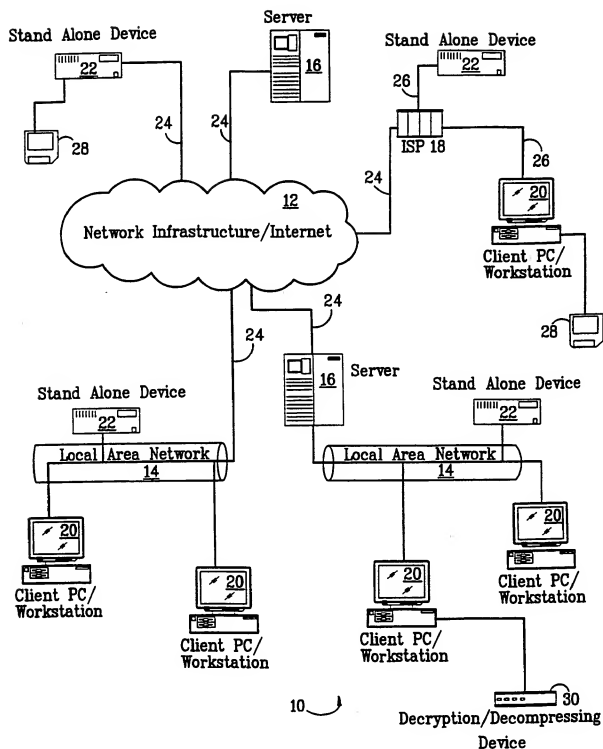 Server
Stand Alone Device
22
16
Stand Alone Device
22
26
28
24
24
ISP 18
26
24
12
Network Infrastructure/Internet
20
Client PC/
Workstation
28
24
24
16
Server
Stand Alone Device
22
Stand Alone Device
22
Local Area Network
14
Local Area Network
14
20
Client PC/
Workstation
20
Client PC/
Workstation
20
Client PC/
Workstation
20
Client PC/
Workstation
10
30
Decryption/Decompressing
Device